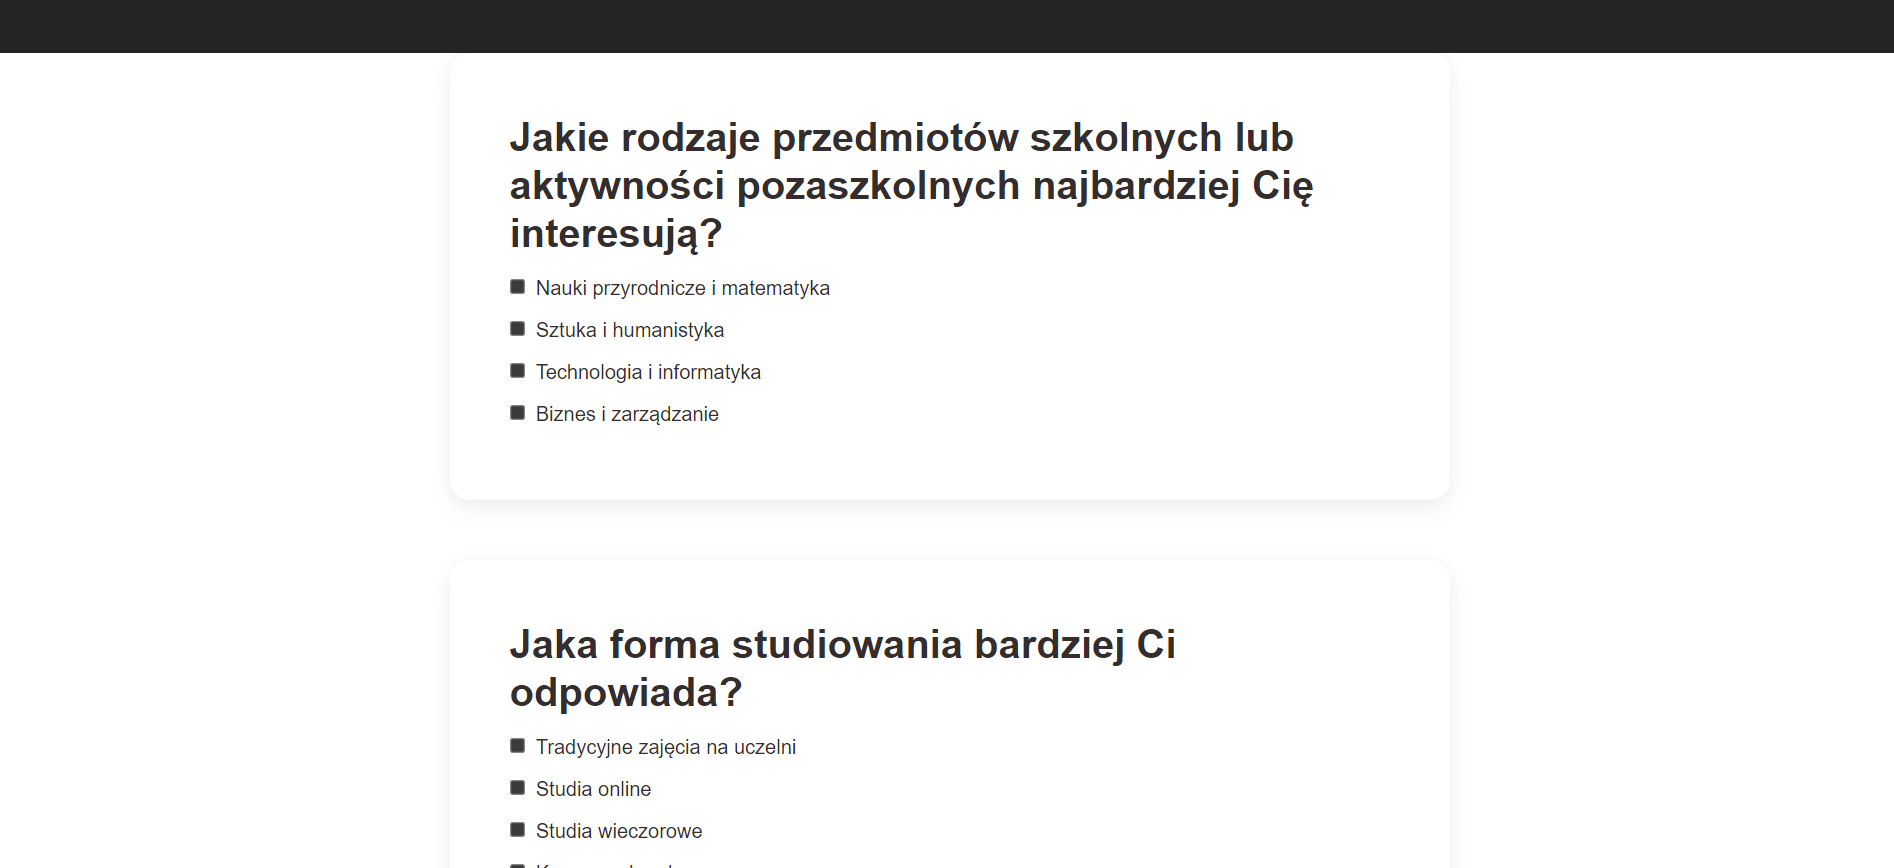 Jakie rodzaje przedmiotów szkolnych lub
aktywności pozaszkolnych najbardziej Cię
interesują?
Nauki przyrodnicze i matematyka
Sztuka i humanistyka
Technologia i informatyka
Biznes i zarządzanie
Jaka forma studiowania bardziej Ci
odpowiada?
Tradycyjne zajęcia na uczelni
Studia online
Studia wieczorowe